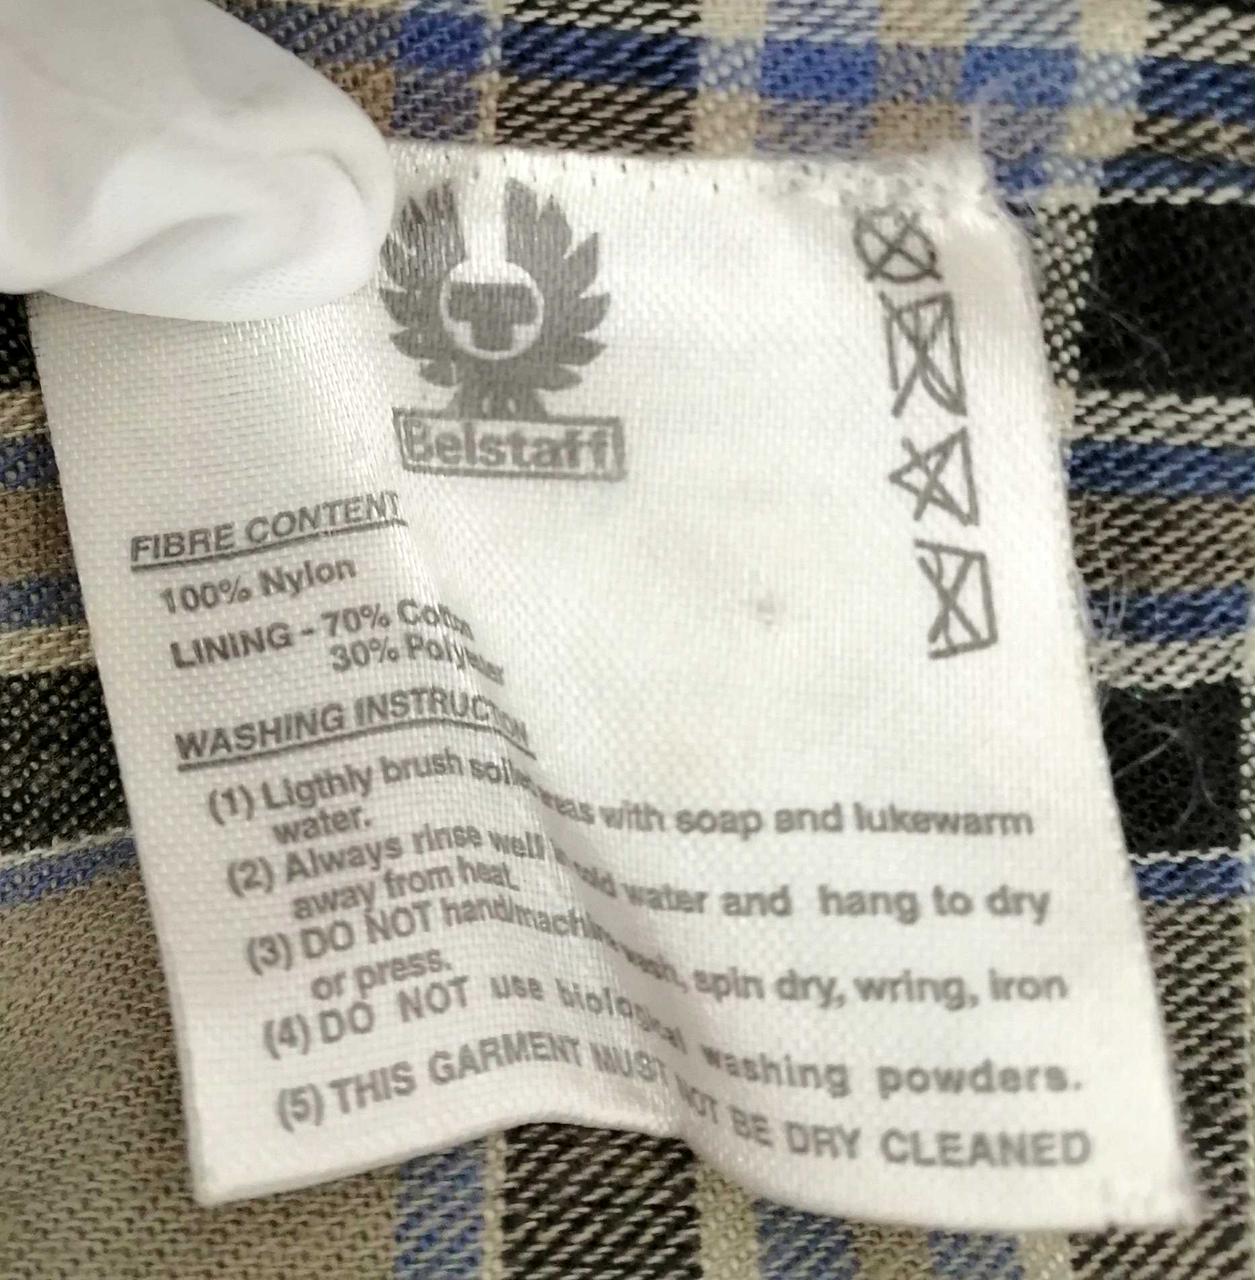 Belstaff
FIBRE CONTENT
100% Nylon
LINING - 70% Cotton
30% Polyester
WASHING INSTRUCTION
(1) Ligthly brush soiled areas with soap and lukewarm
water.
(2) Always rinse well in cold water and hang to dry
away from heat.
(3) DO NOT hand/machine wash, spin dry, wring, iron
or press.
(4) DO NOT use biological washing powders.
(5) THIS GARMENT MUST NOT BE DRY CLEANED